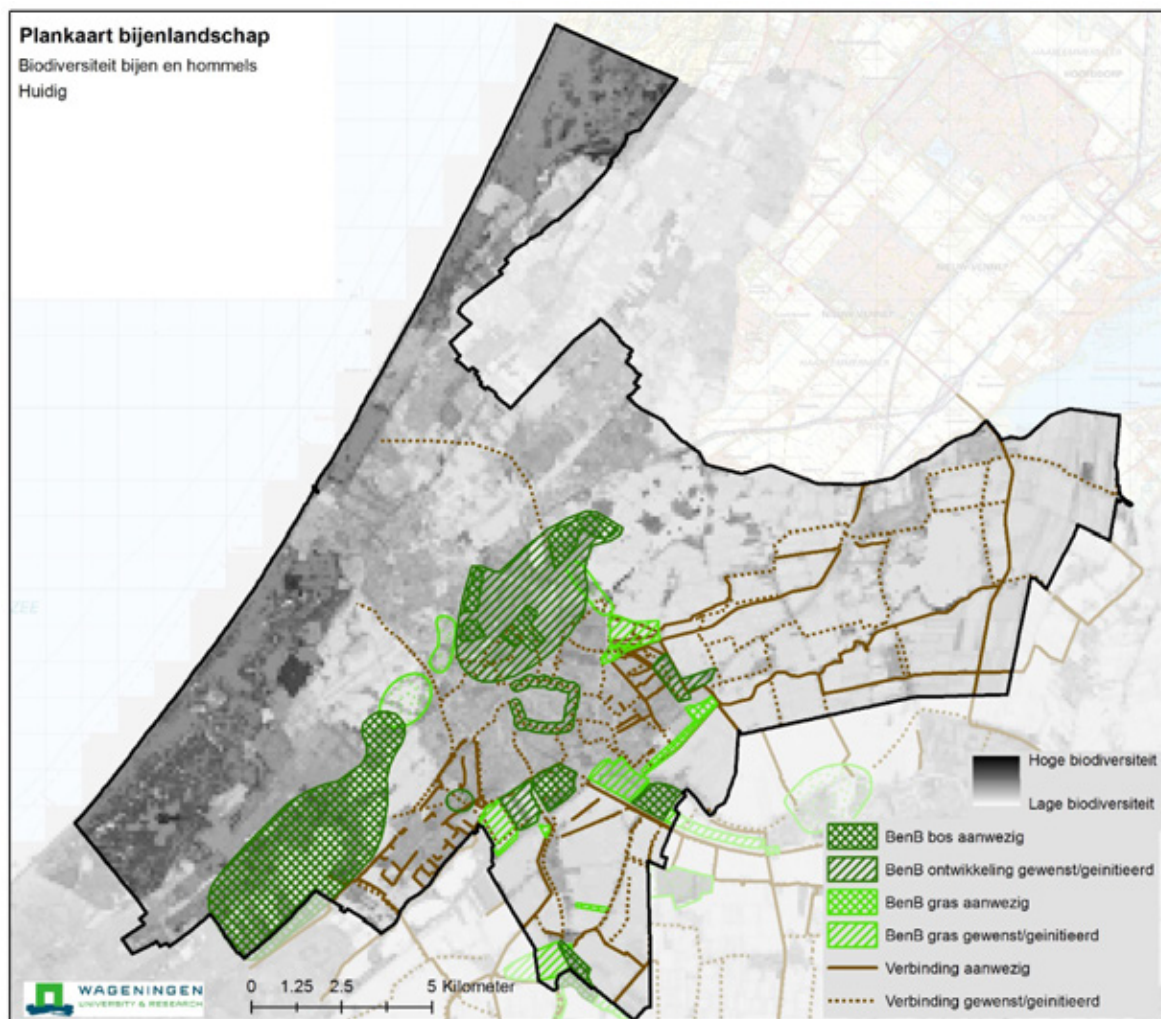 Plankaart bijenlandschap
Biodiversiteit bijen en hommels
Huidig
HOOFDDORP
ZEE
Hoge biodiversiteit
Lage biodiversiteit
BenB bos aanwezig
BenB ontwikkeling gewenst/geinitieerd
BenB gras aanwezig
BenB gras gewenst/geinitieerd
Verbinding aanwezig
Verbinding gewenst/geinitieerd
WAGENINGEN
UNIVERSITY & RESEARCH
0 1.25 2.5 5 Kilometer